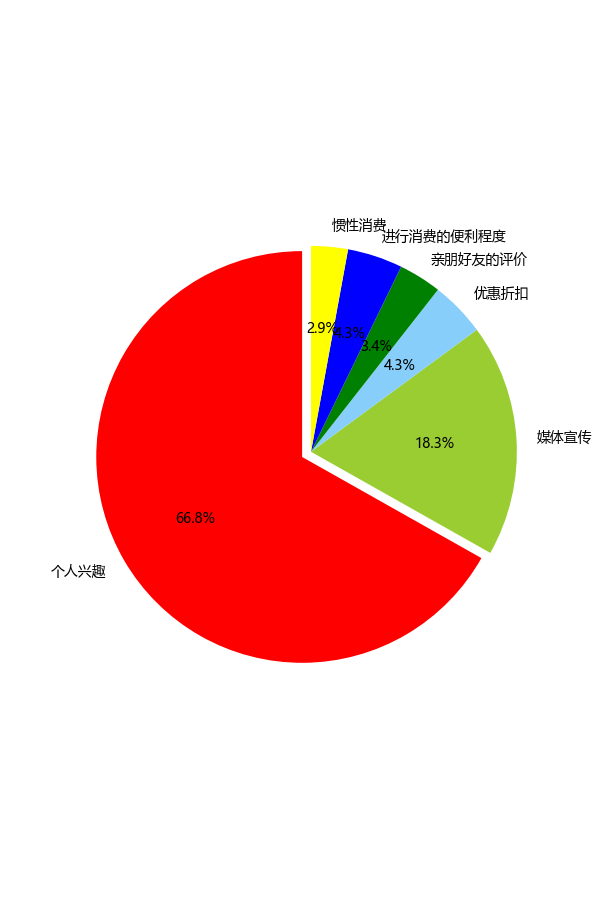 惯性消费
进行消费的便利程度
亲朋好友的评价
优惠折扣
2.9%
4.3%
3.4%
4.3%
媒体宣传
18.3%
66.8%
个人兴趣